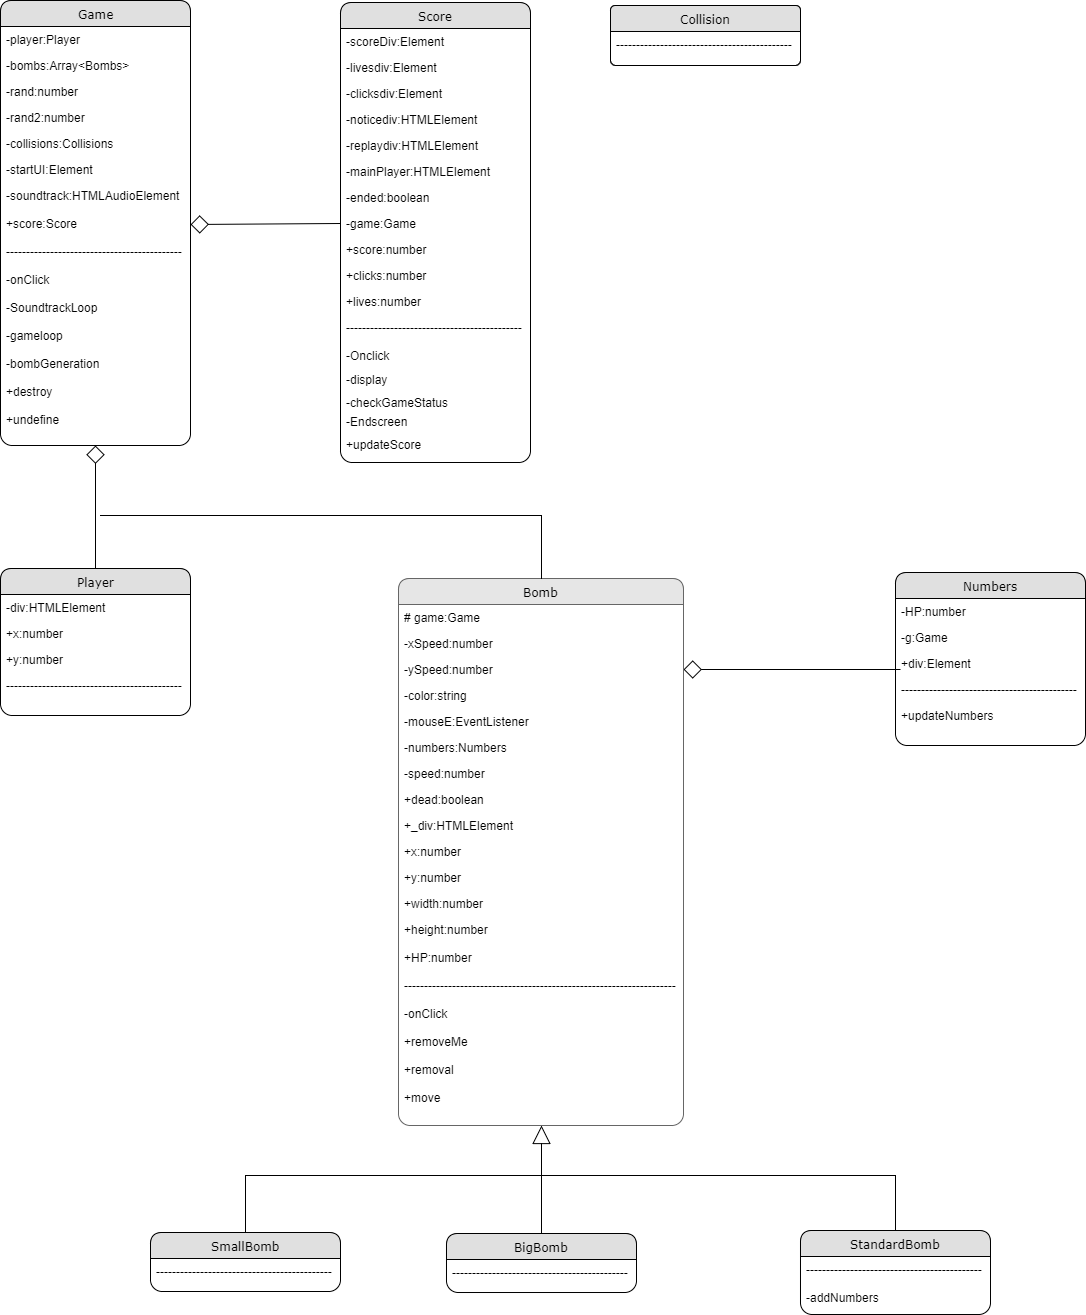 Game
-player:Player
-bombs:Array<Bombs>
-rand:number
-rand2:number
-collisions:Collisions
-startUI:Element
-soundtrack:HTMLAudioElement
+score:Score
--------------------------------------------
-onClick
-SoundtrackLoop
-gameloop
-bombGeneration
+destroy
+undefine
Score
-scoreDiv:Element
-livesdiv:Element
-clicksdiv:Element
-noticediv:HTMLElement
-replaydiv:HTMLElement
-mainPlayer:HTMLElement
-ended:boolean
-game:Game
+score:number
+clicks:number
+lives:number
--------------------------------------------
-Onclick
-display
-checkGameStatus
-Endscreen
+updateScore
Collision
--------------------------------------------
Player
-div:HTMLElement
+x:number
+y:number
--------------------------------------------
Bomb
# game:Game
-xSpeed:number
-ySpeed:number
-color:string
-mouseE:EventListener
-numbers:Numbers
-speed:number
+dead:boolean
+_div:HTMLElement
+x:number
+y:number
+width:number
+height:number
+HP:number
--------------------------------------------------------------------
-onClick
+removeMe
+removal
+move
Numbers
-HP:number
-g:Game
+div:Element
--------------------------------------------
+updateNumbers
SmallBomb
--------------------------------------------
BigBomb
--------------------------------------------
StandardBomb
--------------------------------------------
-addNumbers